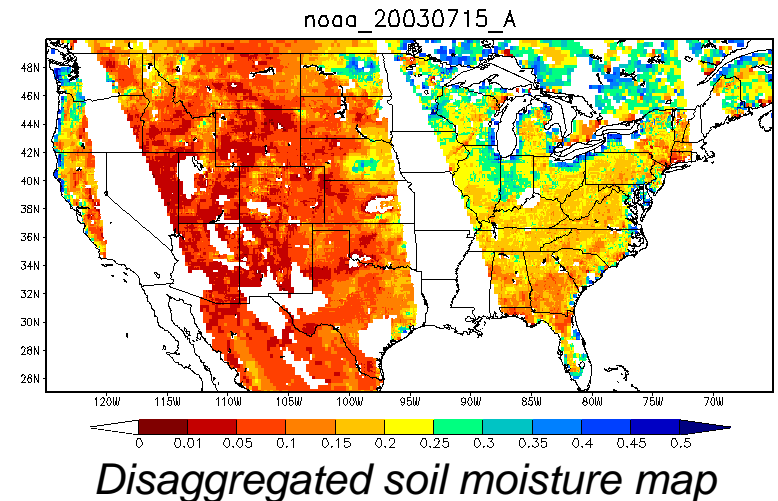 noaa_20030715_A
48N
46N
44N
42N
40N
38N
36N
34N
32N
30N
28N
26N
120W 115W 110W 105W 100W 95W 90W 85W 80W 75W 70W
0 0.01 0.05 0.1 0.15 0.2 0.25 0.3 0.35 0.4 0.45 0.5
Disaggregated soil moisture map